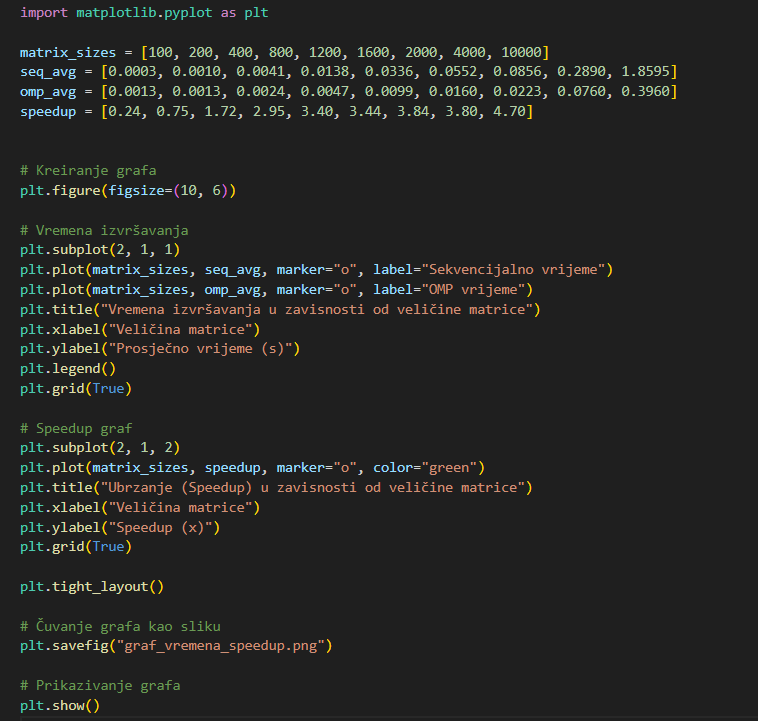 import matplotlib.pyplot as plt
matrix_sizes = [100, 200, 400, 800, 1200, 1600, 2000, 4000, 10000]
seq_avg = [0.0003, 0.0010, 0.0041, 0.0138, 0.0336, 0.0552, 0.0856, 0.2890, 1.8595]
omp_avg = [0.0013, 0.0013, 0.0024, 0.0047, 0.0099, 0.0160, 0.0223, 0.0760, 0.3960]
speedup = [0.24, 0.75, 1.72, 2.95, 3.40, 3.44, 3.84, 3.80, 4.70]
# Kreiranje grafa
plt.figure(figsize=(10, 6))
# Vremena izvršavanja
plt.subplot(2, 1, 1)
plt.plot(matrix_sizes, seq_avg, marker="o", label="Sekvencijalno vrijeme")
plt.plot(matrix_sizes, omp_avg, marker="o", label="OMP vrijeme")
plt.title("Vremena izvršavanja u zavisnosti od veličine matrice")
plt.xlabel("Veličina matrice")
plt.ylabel("Prosječno vrijeme (s)")
plt.legend()
plt.grid(True)
# Speedup graf
plt.subplot(2, 1, 2)
plt.plot(matrix_sizes, speedup, marker="o", color="green")
plt.title("Ubrzanje (Speedup) u zavisnosti od veličine matrice")
plt.xlabel("Veličina matrice")
plt.ylabel("Speedup (x)")
plt.grid(True)
plt.tight_layout()
# Čuvanje grafa kao sliku
plt.savefig("graf_vremena_speedup.png")
# Prikazivanje grafa
plt.show()